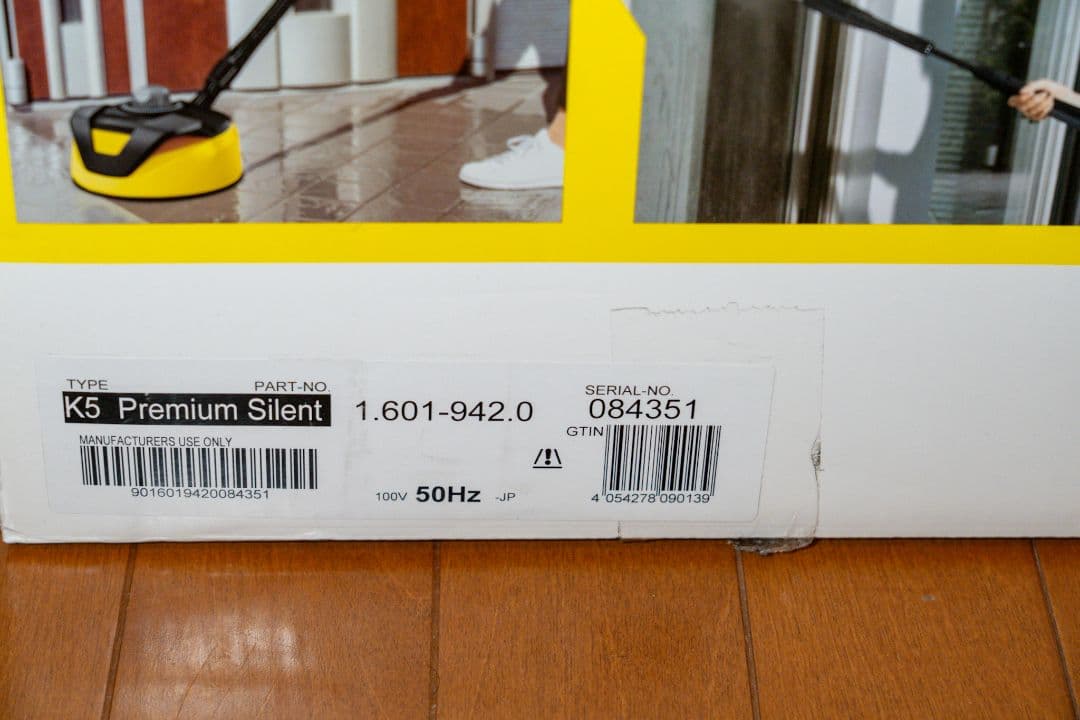 TYPE PART-NO.
K5 Premium Silent 1.601-942.0
MANUFACTURERS USE ONLY
9016019420084351
100V 50Hz -JP
SERIAL-NO.
084351
GTIN
4 054278 090139